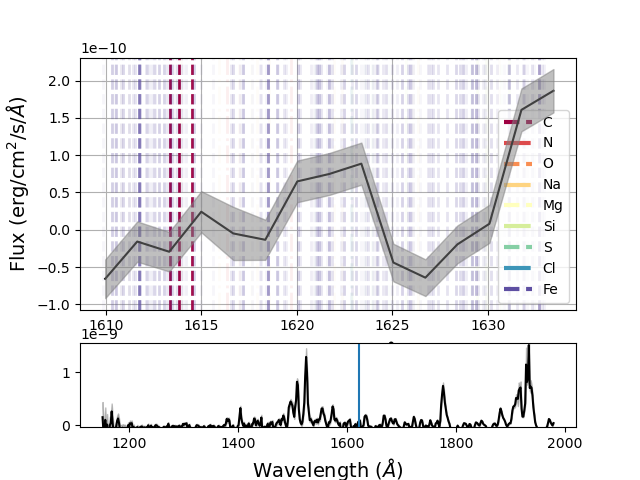 1e−10
Flux (erg/cm²/s/Å)
2.0
1.5
1.0
0.5
0.0
−0.5
−1.0
C
N
O
Na
Mg
Si
S
Cl
Fe
1610
1615
1620
1625
1630
1e−9
1
0
1200
1400
1600
1800
2000
Wavelength (Å)